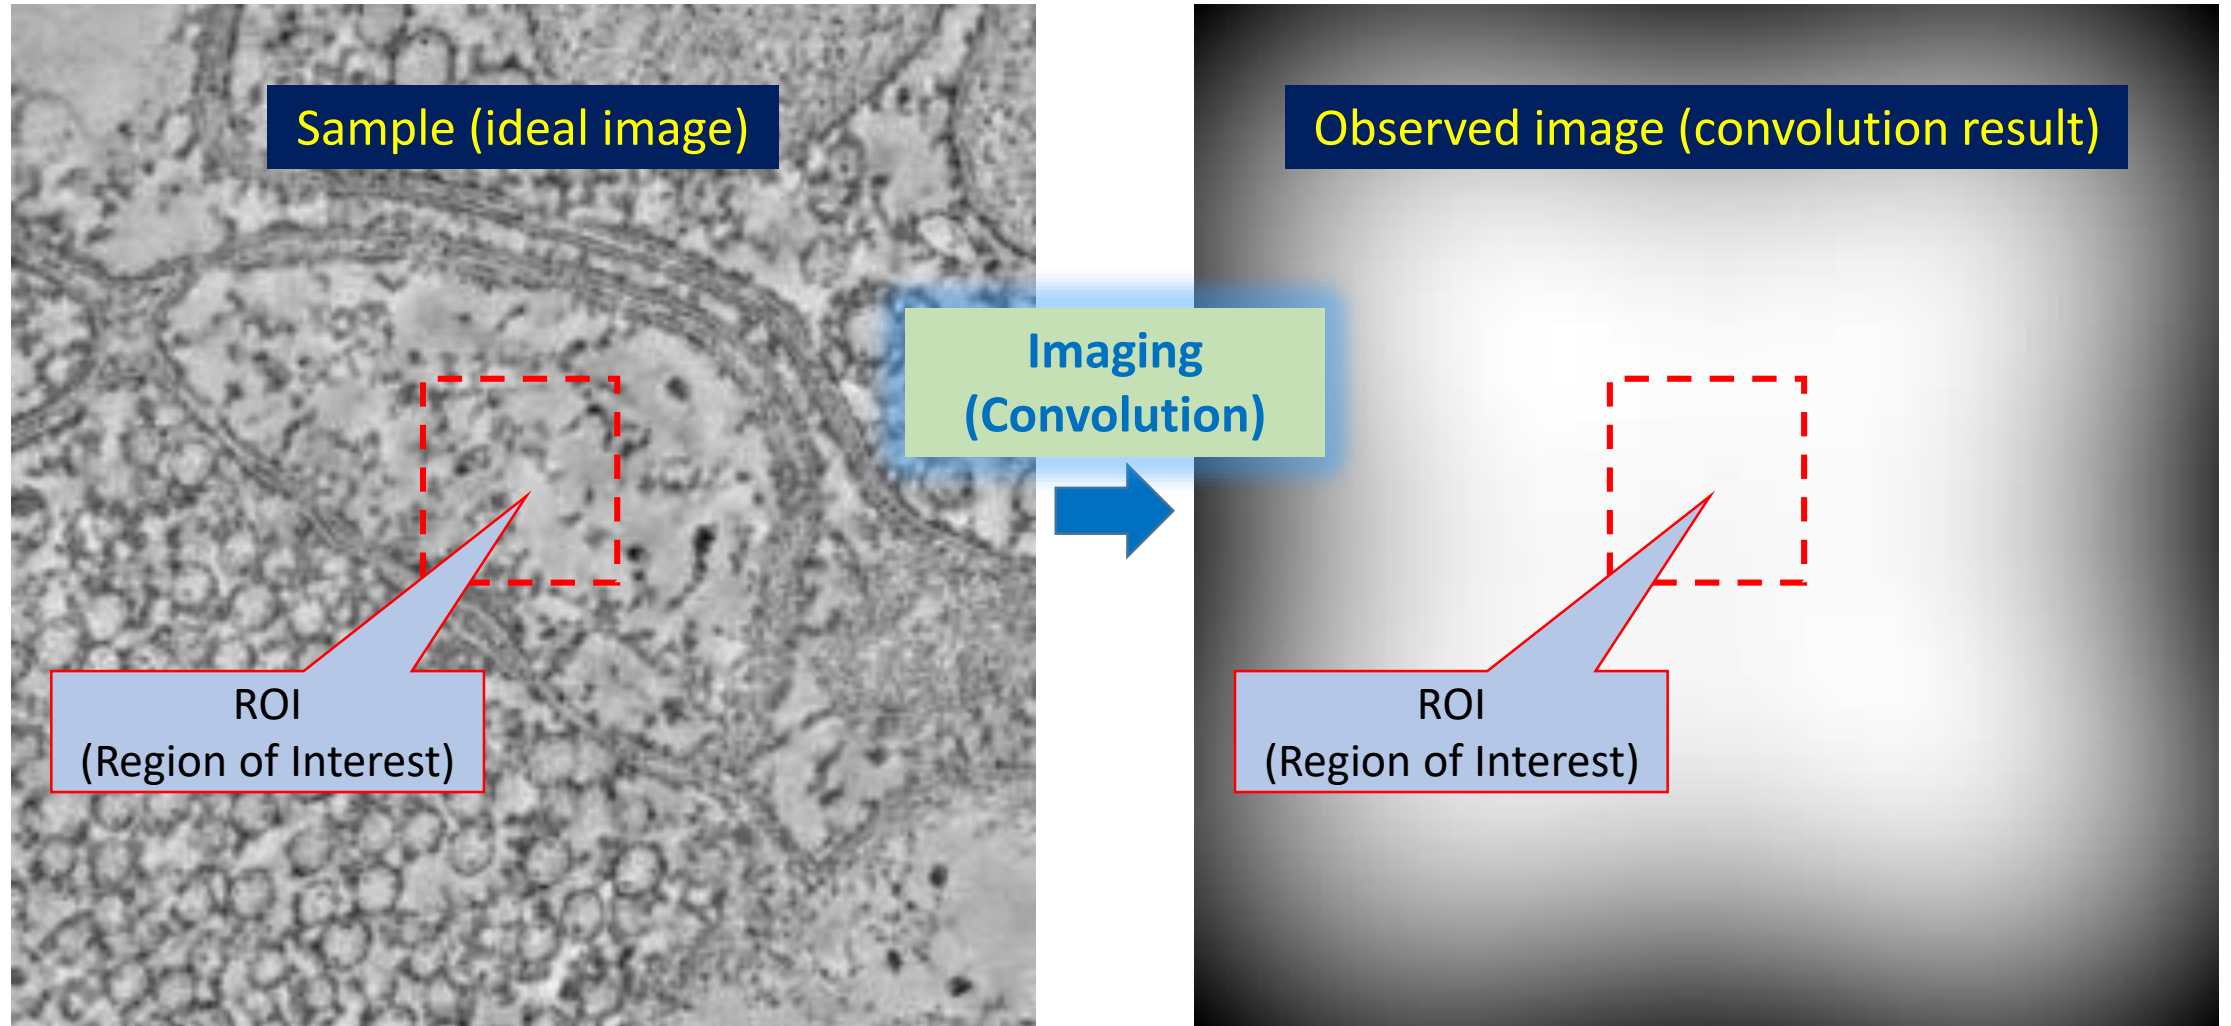 Sample (ideal image)
Observed image (convolution result)
Imaging
(Convolution)
ROI
(Region of Interest)
ROI
(Region of Interest)